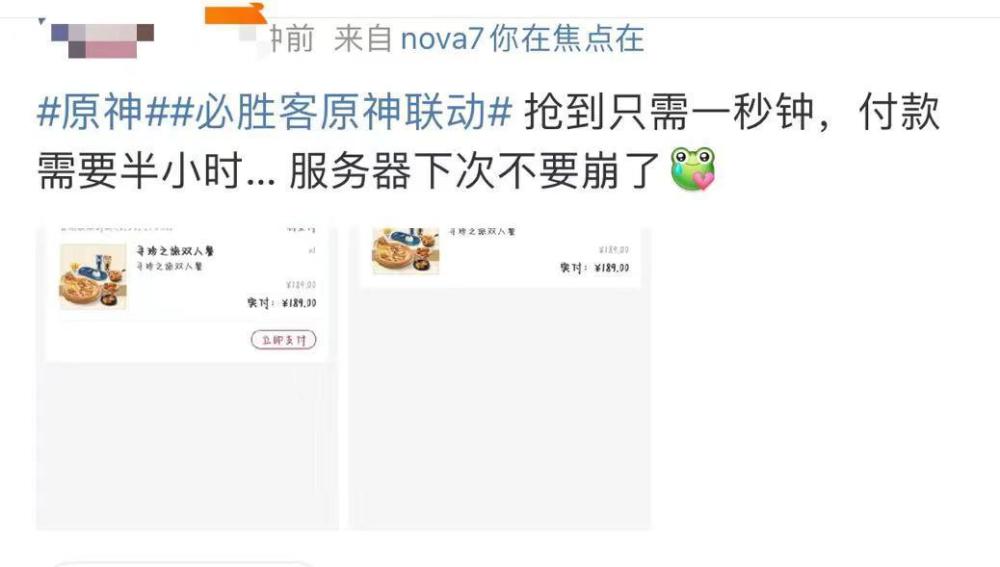 钟前 来自 nova7 你在焦点在
#原神##必胜客原神联动# 抢到只需一秒钟，付款
需要半小时... 服务器下次不要崩了
寻珍之旅双人餐 x1
寻珍之旅双人餐
¥189.00
实付：¥189.00
立即支付
寻珍之旅双人餐
¥189.00
实付：¥189.00